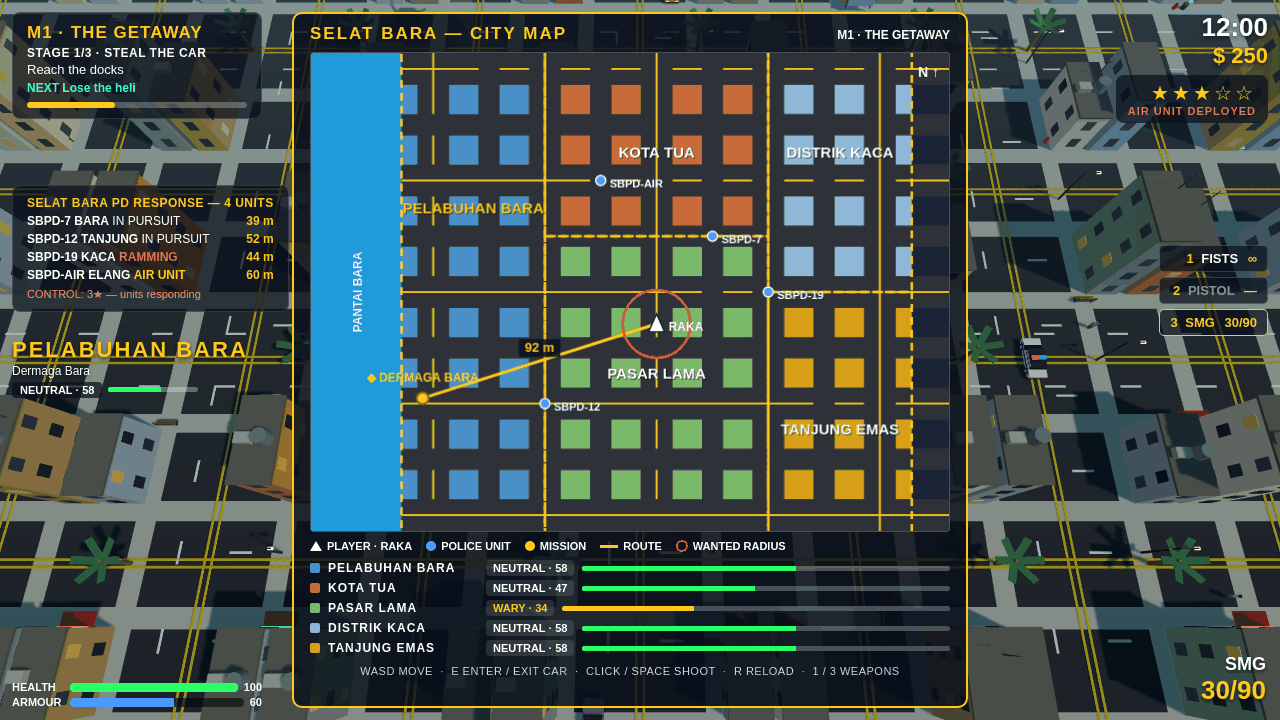 M1 · THE GETAWAY
STAGE 1/3 · STEAL THE CAR
Reach the docks
NEXT Lose the heli
SELAT BARA PD RESPONSE — 4 UNITS
SBPD-7 BARA IN PURSUIT 39 m
SBPD-12 TANJUNG IN PURSUIT 52 m
SBPD-19 KACA RAMMING 44 m
SBPD-AIR ELANG AIR UNIT 60 m
CONTROL: 3★ — units responding
PELABUHAN BARA
Dermaga Bara
NEUTRAL · 58
HEALTH 100
ARMOUR 60
SELAT BARA — CITY MAP
M1 · THE GETAWAY
N ↑
KOTA TUA
DISTRIK KACA
SBPD-AIR
PELABUHAN BARA
SBPD-7
PANTAI BARA
SBPD-19
RAKA
92 m
PASAR LAMA
◆ DERMAGA BARA
SBPD-12
TANJUNG EMAS
PLAYER · RAKA POLICE UNIT MISSION ROUTE WANTED RADIUS
PELABUHAN BARA NEUTRAL · 58
KOTA TUA NEUTRAL · 47
PASAR LAMA WARY · 34
DISTRIK KACA NEUTRAL · 58
TANJUNG EMAS NEUTRAL · 58
WASD MOVE · E ENTER / EXIT CAR · CLICK / SPACE SHOOT · R RELOAD · 1 / 3 WEAPONS
12:00
$ 250
★★★☆☆
AIR UNIT DEPLOYED
1 FISTS ∞
2 PISTOL —
3 SMG 30/90
SMG
30/90